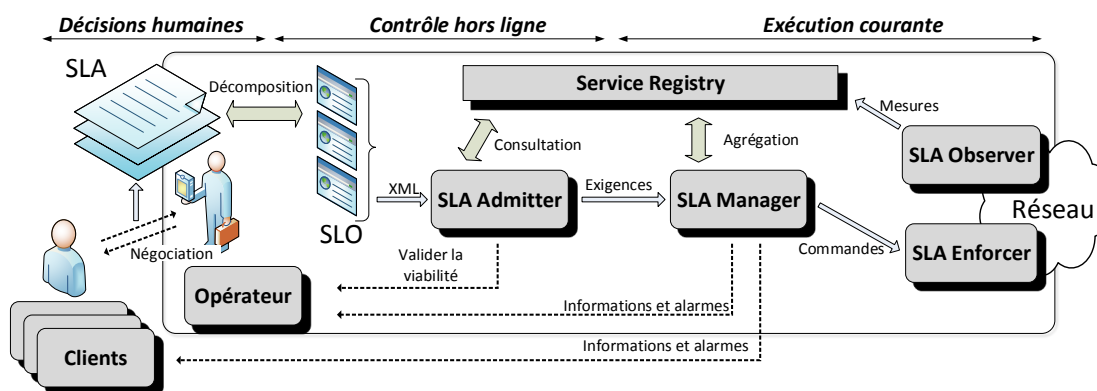 Décisions humaines
Contrôle hors ligne
Exécution courante
SLA
Décomposition
Service Registry
Mesures
Consultation
Agrégation
SLA Observer
XML
SLA Admitter
Exigences
SLA Manager
Réseau
SLO
Négociation
Commandes
SLA Enforcer
Valider la
viabilité
Opérateur
Informations et alarmes
Informations et alarmes
Clients